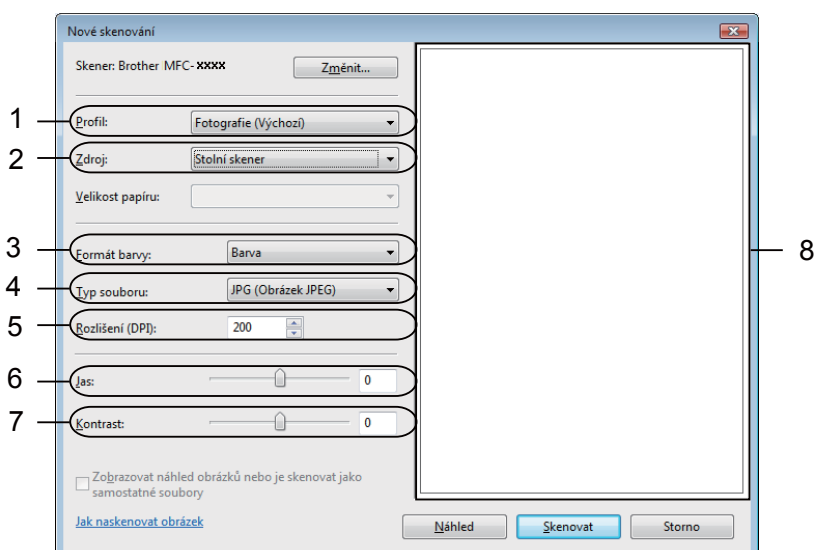 Nové skenování
Skener: Brother MFC-xxxx
Změnit...
1 Profil: Fotografie (Výchozí)
2 Zdroj: Stolní skener
Velikost papíru:
3 Formát barvy: Barva
8
4 Typ souboru: JPG (Obrázek JPEG)
5 Rozlišení (DPI): 200
6 Jas: 0
7 Kontrast: 0
Zobrazovat náhled obrázků nebo je skenovat jako
samostatné soubory
Jak naskenovat obrázek
Náhled Skenovat Storno